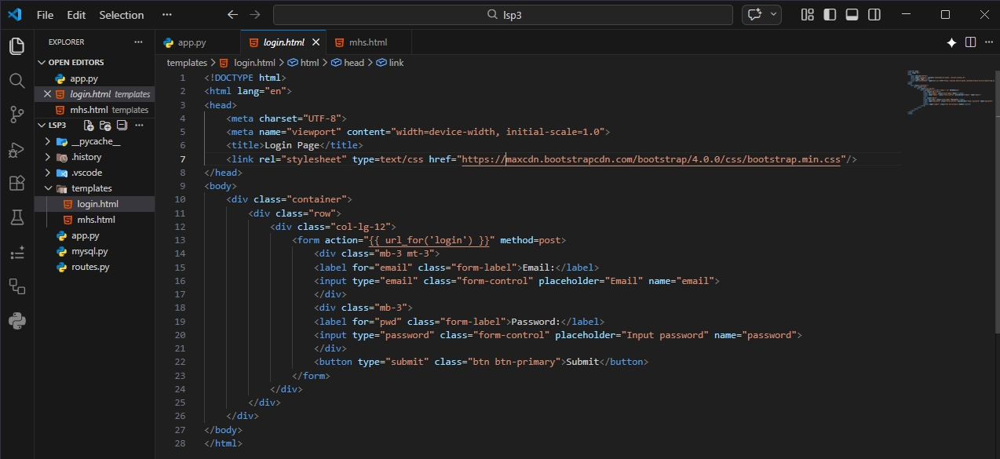 File Edit Selection ··· lsp3
EXPLORER ···
OPEN EDITORS
app.py
login.html templates
mhs.html templates
LSP3 ···
__pycache__
.history
.vscode
templates
login.html
mhs.html
app.py
mysql.py
routes.py
app.py login.html mhs.html ···
templates > login.html > html > head > link
1 <!DOCTYPE html>
2 <html lang="en">
3 <head>
4 <meta charset="UTF-8">
5 <meta name="viewport" content="width=device-width, initial-scale=1.0">
6 <title>Login Page</title>
7 <link rel="stylesheet" type=text/css href="https://maxcdn.bootstrapcdn.com/bootstrap/4.0.0/css/bootstrap.min.css"/>
8 </head>
9 <body>
10 <div class="container">
11 <div class="row">
12 <div class="col-lg-12">
13 <form action="{{ url_for('login') }}" method=post>
14 <div class="mb-3 mt-3">
15 <label for="email" class="form-label">Email:</label>
16 <input type="email" class="form-control" placeholder="Email" name="email">
17 </div>
18 <div class="mb-3">
19 <label for="pwd" class="form-label">Password:</label>
20 <input type="password" class="form-control" placeholder="Input password" name="password">
21 </div>
22 <button type="submit" class="btn btn-primary">Submit</button>
23 </form>
24 </div>
25 </div>
26 </div>
27 </body>
28 </html>